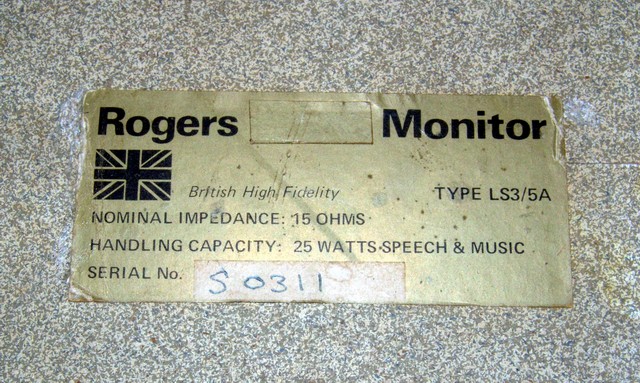 Rogers Monitor
British High Fidelity TYPE LS3/5A
NOMINAL IMPEDANCE: 15 OHMS
HANDLING CAPACITY: 25 WATTS SPEECH & MUSIC
SERIAL No. S 0311